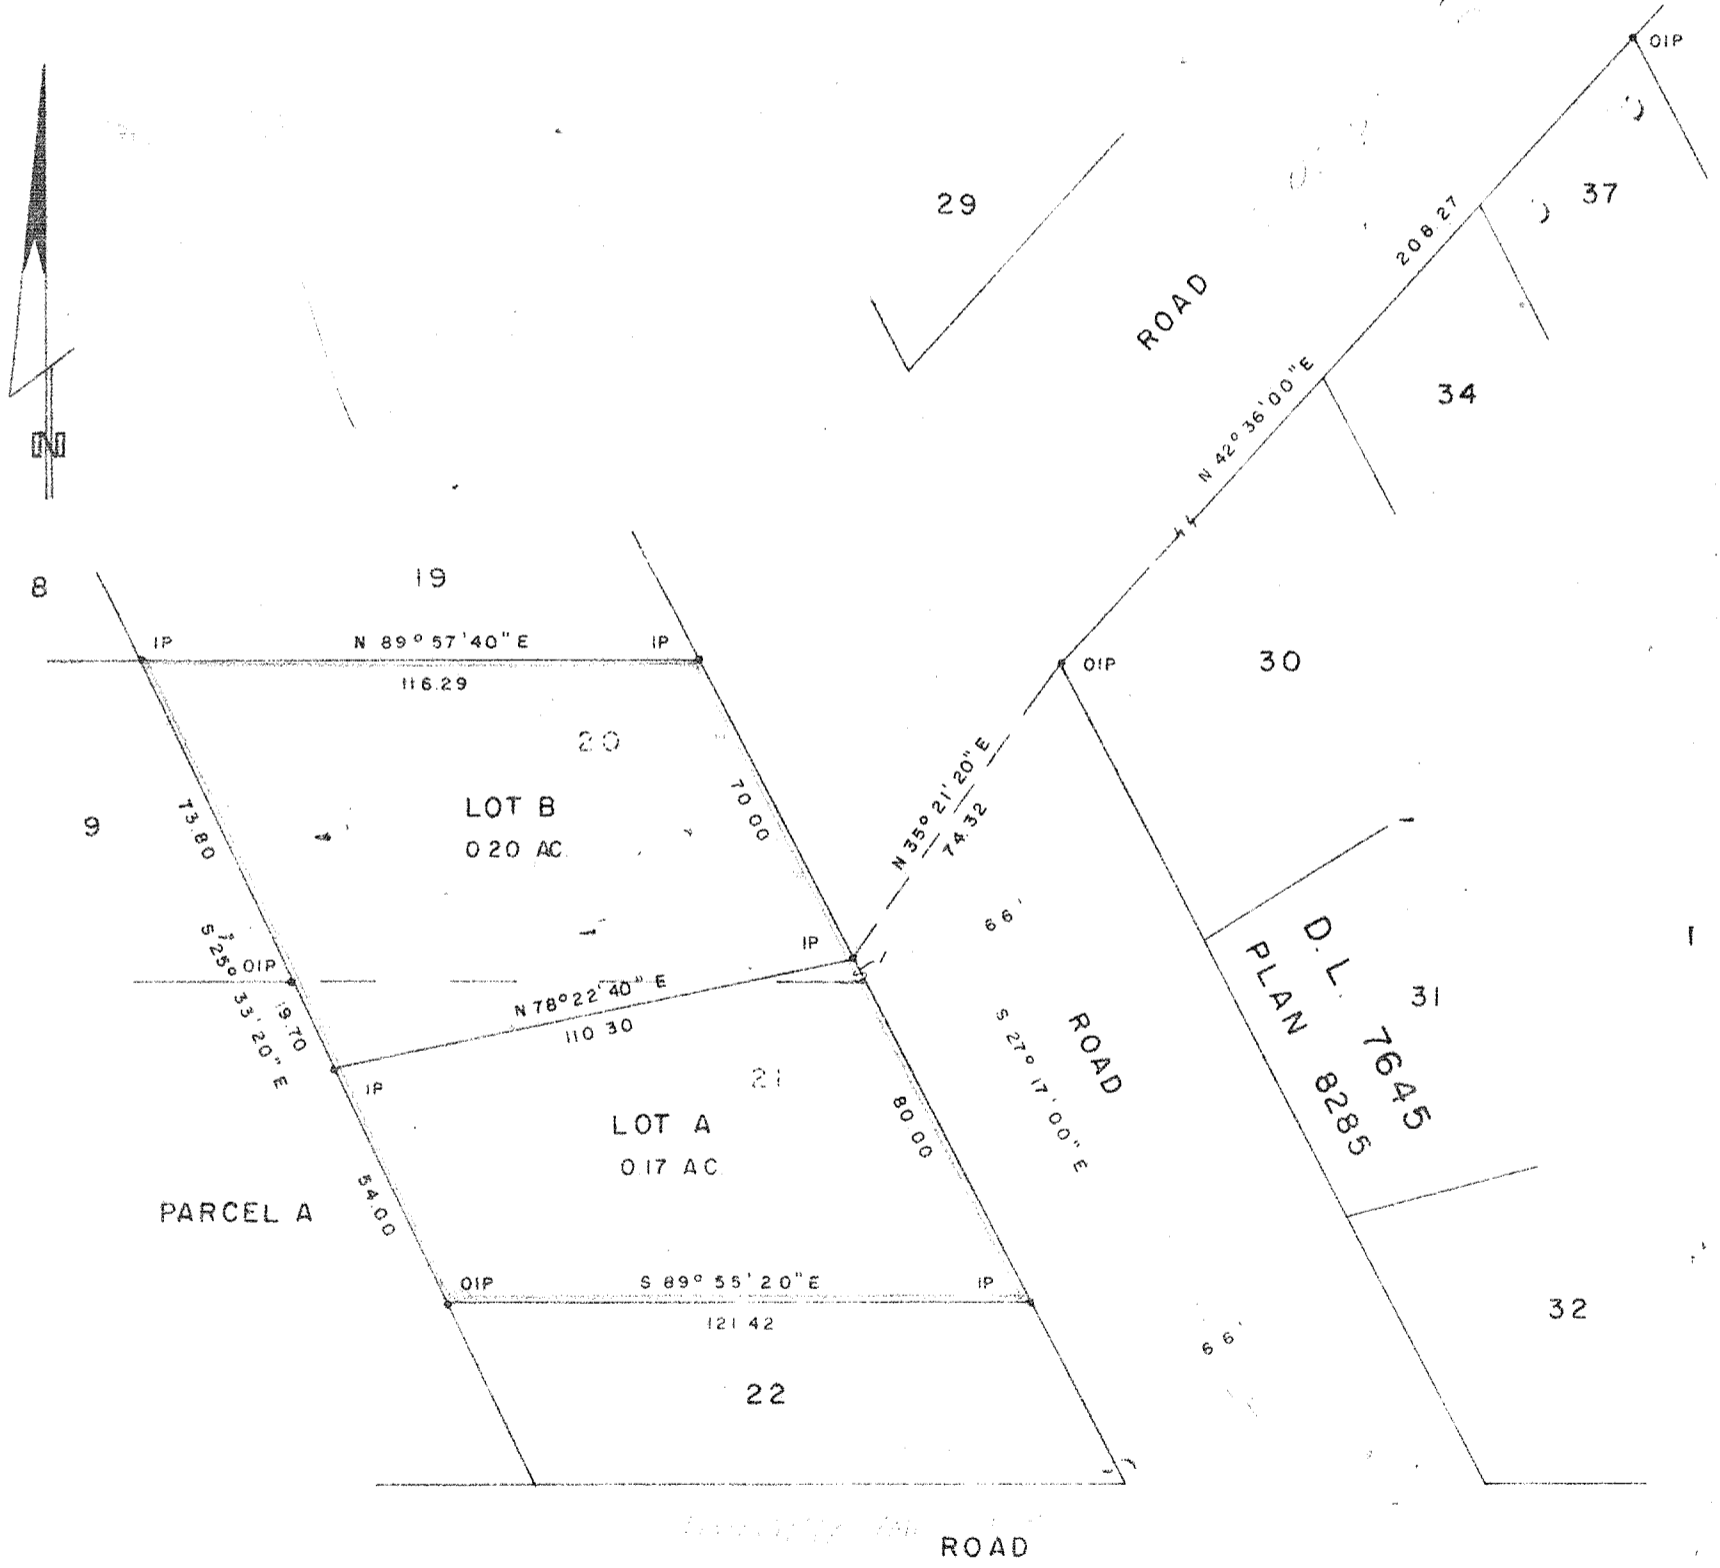 OIP
37
29
208.27
ROAD
N 42° 36' 00" E
34
N
8
19
IP
N 89° 57' 40" E
IP
116.29
OIP
30
20
70 00
N 35° 21' 20" E
74.32
73.80
LOT B
0 20 AC.
9
66'
IP
D. L. 7645
PLAN 8285
S 25° 33' 20" E
OIP
19.70
N 78° 22' 40" E
110 30
31
ROAD
S 27° 17' 00" E
IP
21
80 00
LOT A
0.17 AC
54.00
PARCEL A
OIP
S 89° 55' 20" E
IP
121 42
32
66'
22
ROAD